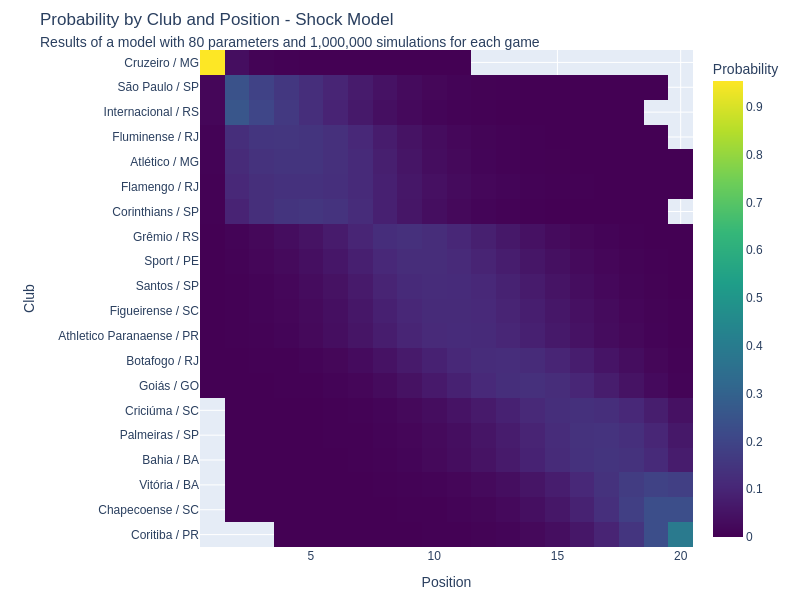 Probability by Club and Position - Shock Model
Results of a model with 80 parameters and 1,000,000 simulations for each game
Probability
Club
Cruzeiro / MG
São Paulo / SP
Internacional / RS
Fluminense / RJ
Atlético / MG
Flamengo / RJ
Corinthians / SP
Grêmio / RS
Sport / PE
Santos / SP
Figueirense / SC
Athletico Paranaense / PR
Botafogo / RJ
Goiás / GO
Criciúma / SC
Palmeiras / SP
Bahia / BA
Vitória / BA
Chapecoense / SC
Coritiba / PR
5 10 15 20
Position
0.9
0.8
0.7
0.6
0.5
0.4
0.3
0.2
0.1
0